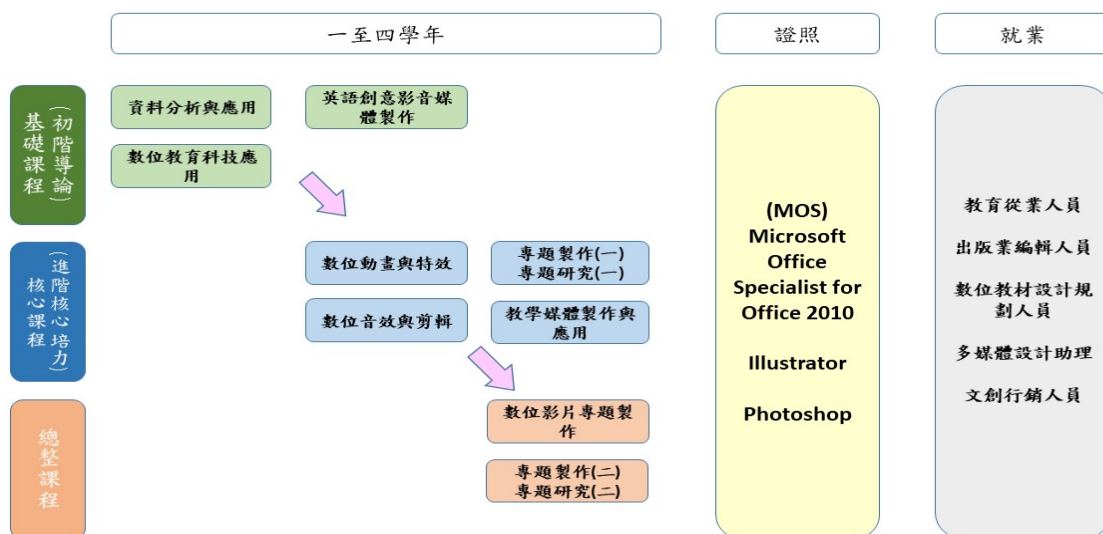 一至四學年
證照
就業
基礎課程
(初階導論)
資料分析與應用
英語創意影音媒
體製作
數位教育科技應
用
核心課程
(進階核心培力)
數位動畫與特效
專題製作(一)
專題研究(一)
數位音效與剪輯
教學媒體製作與
應用
總整課程
數位影片專題製
作
專題製作(二)
專題研究(二)
(MOS)
Microsoft
Office
Specialist for
Office 2010
Illustrator
Photoshop
教育從業人員
出版業編輯人員
數位教材設計規
劃人員
多媒體設計助理
文創行銷人員